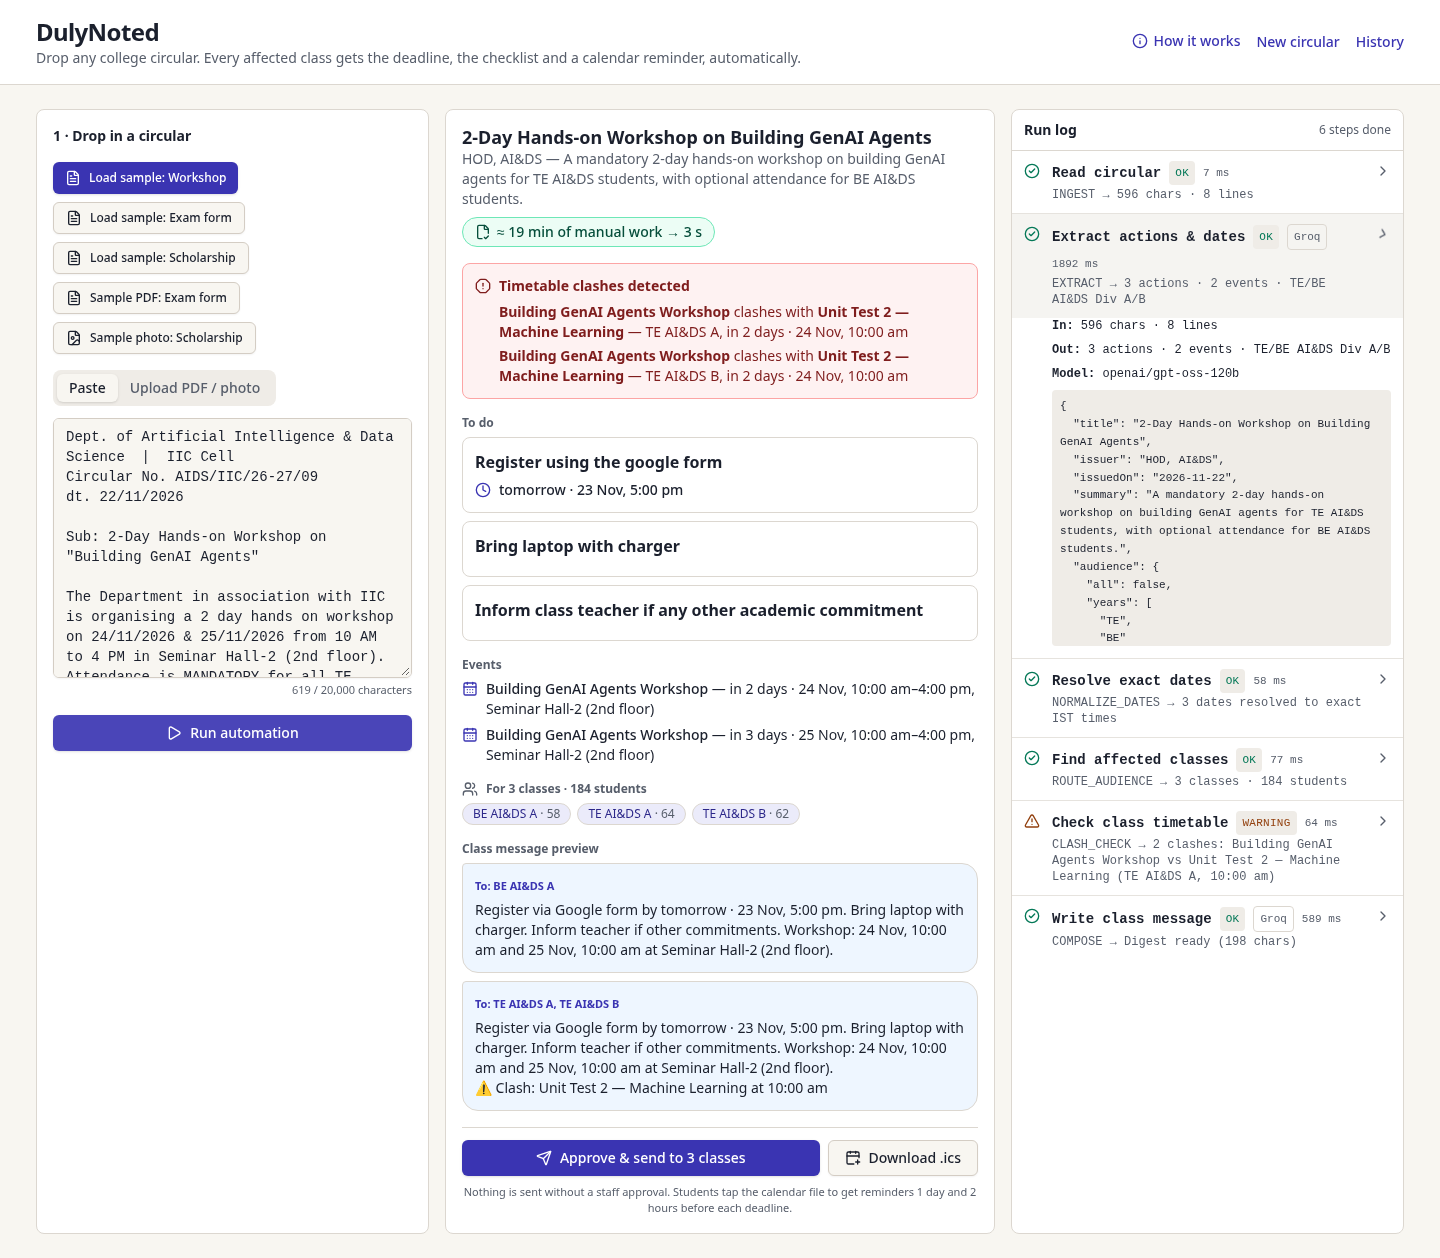 DulyNoted
Drop any college circular. Every affected class gets the deadline, the checklist and a calendar reminder, automatically.
How it works
New circular
History
1 · Drop in a circular
Load sample: Workshop
Load sample: Exam form
Load sample: Scholarship
Sample PDF: Exam form
Sample photo: Scholarship
Paste
Upload PDF / photo
Dept. of Artificial Intelligence & Data
Science  |  IIC Cell
Circular No. AIDS/IIC/26-27/09
dt. 22/11/2026
Sub: 2-Day Hands-on Workshop on
"Building GenAI Agents"
The Department in association with IIC
is organising a 2 day hands on workshop
on 24/11/2026 & 25/11/2026 from 10 AM
to 4 PM in Seminar Hall-2 (2nd floor).
Attendance is MANDATORY for all TE
619 / 20,000 characters
Run automation
2-Day Hands-on Workshop on Building GenAI Agents
HOD, AI&DS — A mandatory 2-day hands-on workshop on building GenAI
agents for TE AI&DS students, with optional attendance for BE AI&DS
students.
≈ 19 min of manual work → 3 s
Timetable clashes detected
Building GenAI Agents Workshop clashes with Unit Test 2 —
Machine Learning — TE AI&DS A, in 2 days · 24 Nov, 10:00 am
Building GenAI Agents Workshop clashes with Unit Test 2 —
Machine Learning — TE AI&DS B, in 2 days · 24 Nov, 10:00 am
To do
Register using the google form
tomorrow · 23 Nov, 5:00 pm
Bring laptop with charger
Inform class teacher if any other academic commitment
Events
Building GenAI Agents Workshop — in 2 days · 24 Nov, 10:00 am–4:00 pm,
Seminar Hall-2 (2nd floor)
Building GenAI Agents Workshop — in 3 days · 25 Nov, 10:00 am–4:00 pm,
Seminar Hall-2 (2nd floor)
For 3 classes · 184 students
BE AI&DS A · 58
TE AI&DS A · 64
TE AI&DS B · 62
Class message preview
To: BE AI&DS A
Register via Google form by tomorrow · 23 Nov, 5:00 pm. Bring laptop with
charger. Inform teacher if other commitments. Workshop: 24 Nov, 10:00
am and 25 Nov, 10:00 am at Seminar Hall-2 (2nd floor).
To: TE AI&DS A, TE AI&DS B
Register via Google form by tomorrow · 23 Nov, 5:00 pm. Bring laptop with
charger. Inform teacher if other commitments. Workshop: 24 Nov, 10:00
am and 25 Nov, 10:00 am at Seminar Hall-2 (2nd floor).
⚠️ Clash: Unit Test 2 — Machine Learning at 10:00 am
Approve & send to 3 classes
Download .ics
Nothing is sent without a staff approval. Students tap the calendar file to get reminders 1 day and 2
hours before each deadline.
Run log
6 steps done
Read circular OK 7 ms
INGEST → 596 chars · 8 lines
Extract actions & dates OK Groq
1892 ms
EXTRACT → 3 actions · 2 events · TE/BE
AI&DS Div A/B
In: 596 chars · 8 lines
Out: 3 actions · 2 events · TE/BE AI&DS Div A/B
Model: openai/gpt-oss-120b
{
"title": "2-Day Hands-on Workshop on Building
GenAI Agents",
"issuer": "HOD, AI&DS",
"issuedOn": "2026-11-22",
"summary": "A mandatory 2-day hands-on
workshop on building GenAI agents for TE AI&DS
students, with optional attendance for BE AI&DS
students.",
"audience": {
"all": false,
"years": [
"TE",
"BE"
Resolve exact dates OK 58 ms
NORMALIZE_DATES → 3 dates resolved to exact
IST times
Find affected classes OK 77 ms
ROUTE_AUDIENCE → 3 classes · 184 students
Check class timetable WARNING 64 ms
CLASH_CHECK → 2 clashes: Building GenAI
Agents Workshop vs Unit Test 2 — Machine
Learning (TE AI&DS A, 10:00 am)
Write class message OK Groq 589 ms
COMPOSE → Digest ready (198 chars)